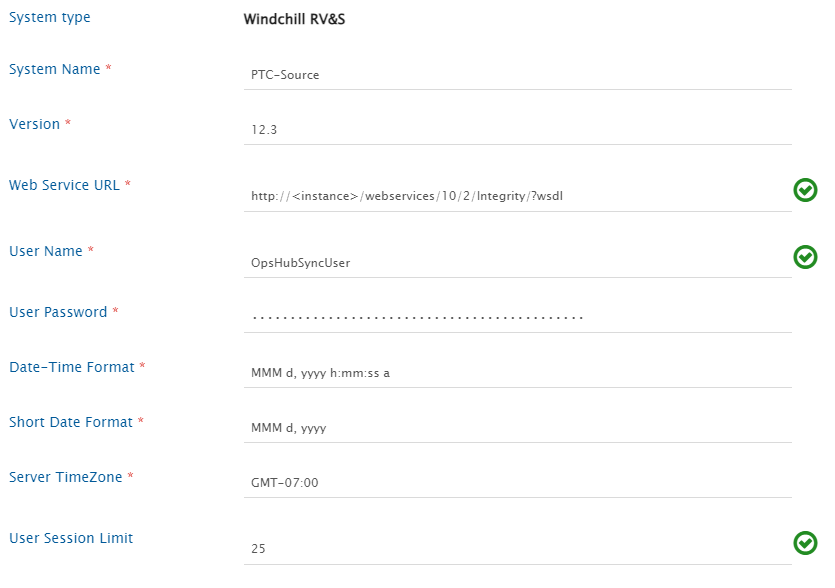 System type Windchill RV&S
System Name * PTC-Source
Version * 12.3
Web Service URL * http://<instance>/webservices/10/2/Integrity/?wsdl
User Name * OpsHubSyncUser
User Password * ............................................
Date-Time Format * MMM d, yyyy h:mm:ss a
Short Date Format * MMM d, yyyy
Server TimeZone * GMT-07:00
User Session Limit 25